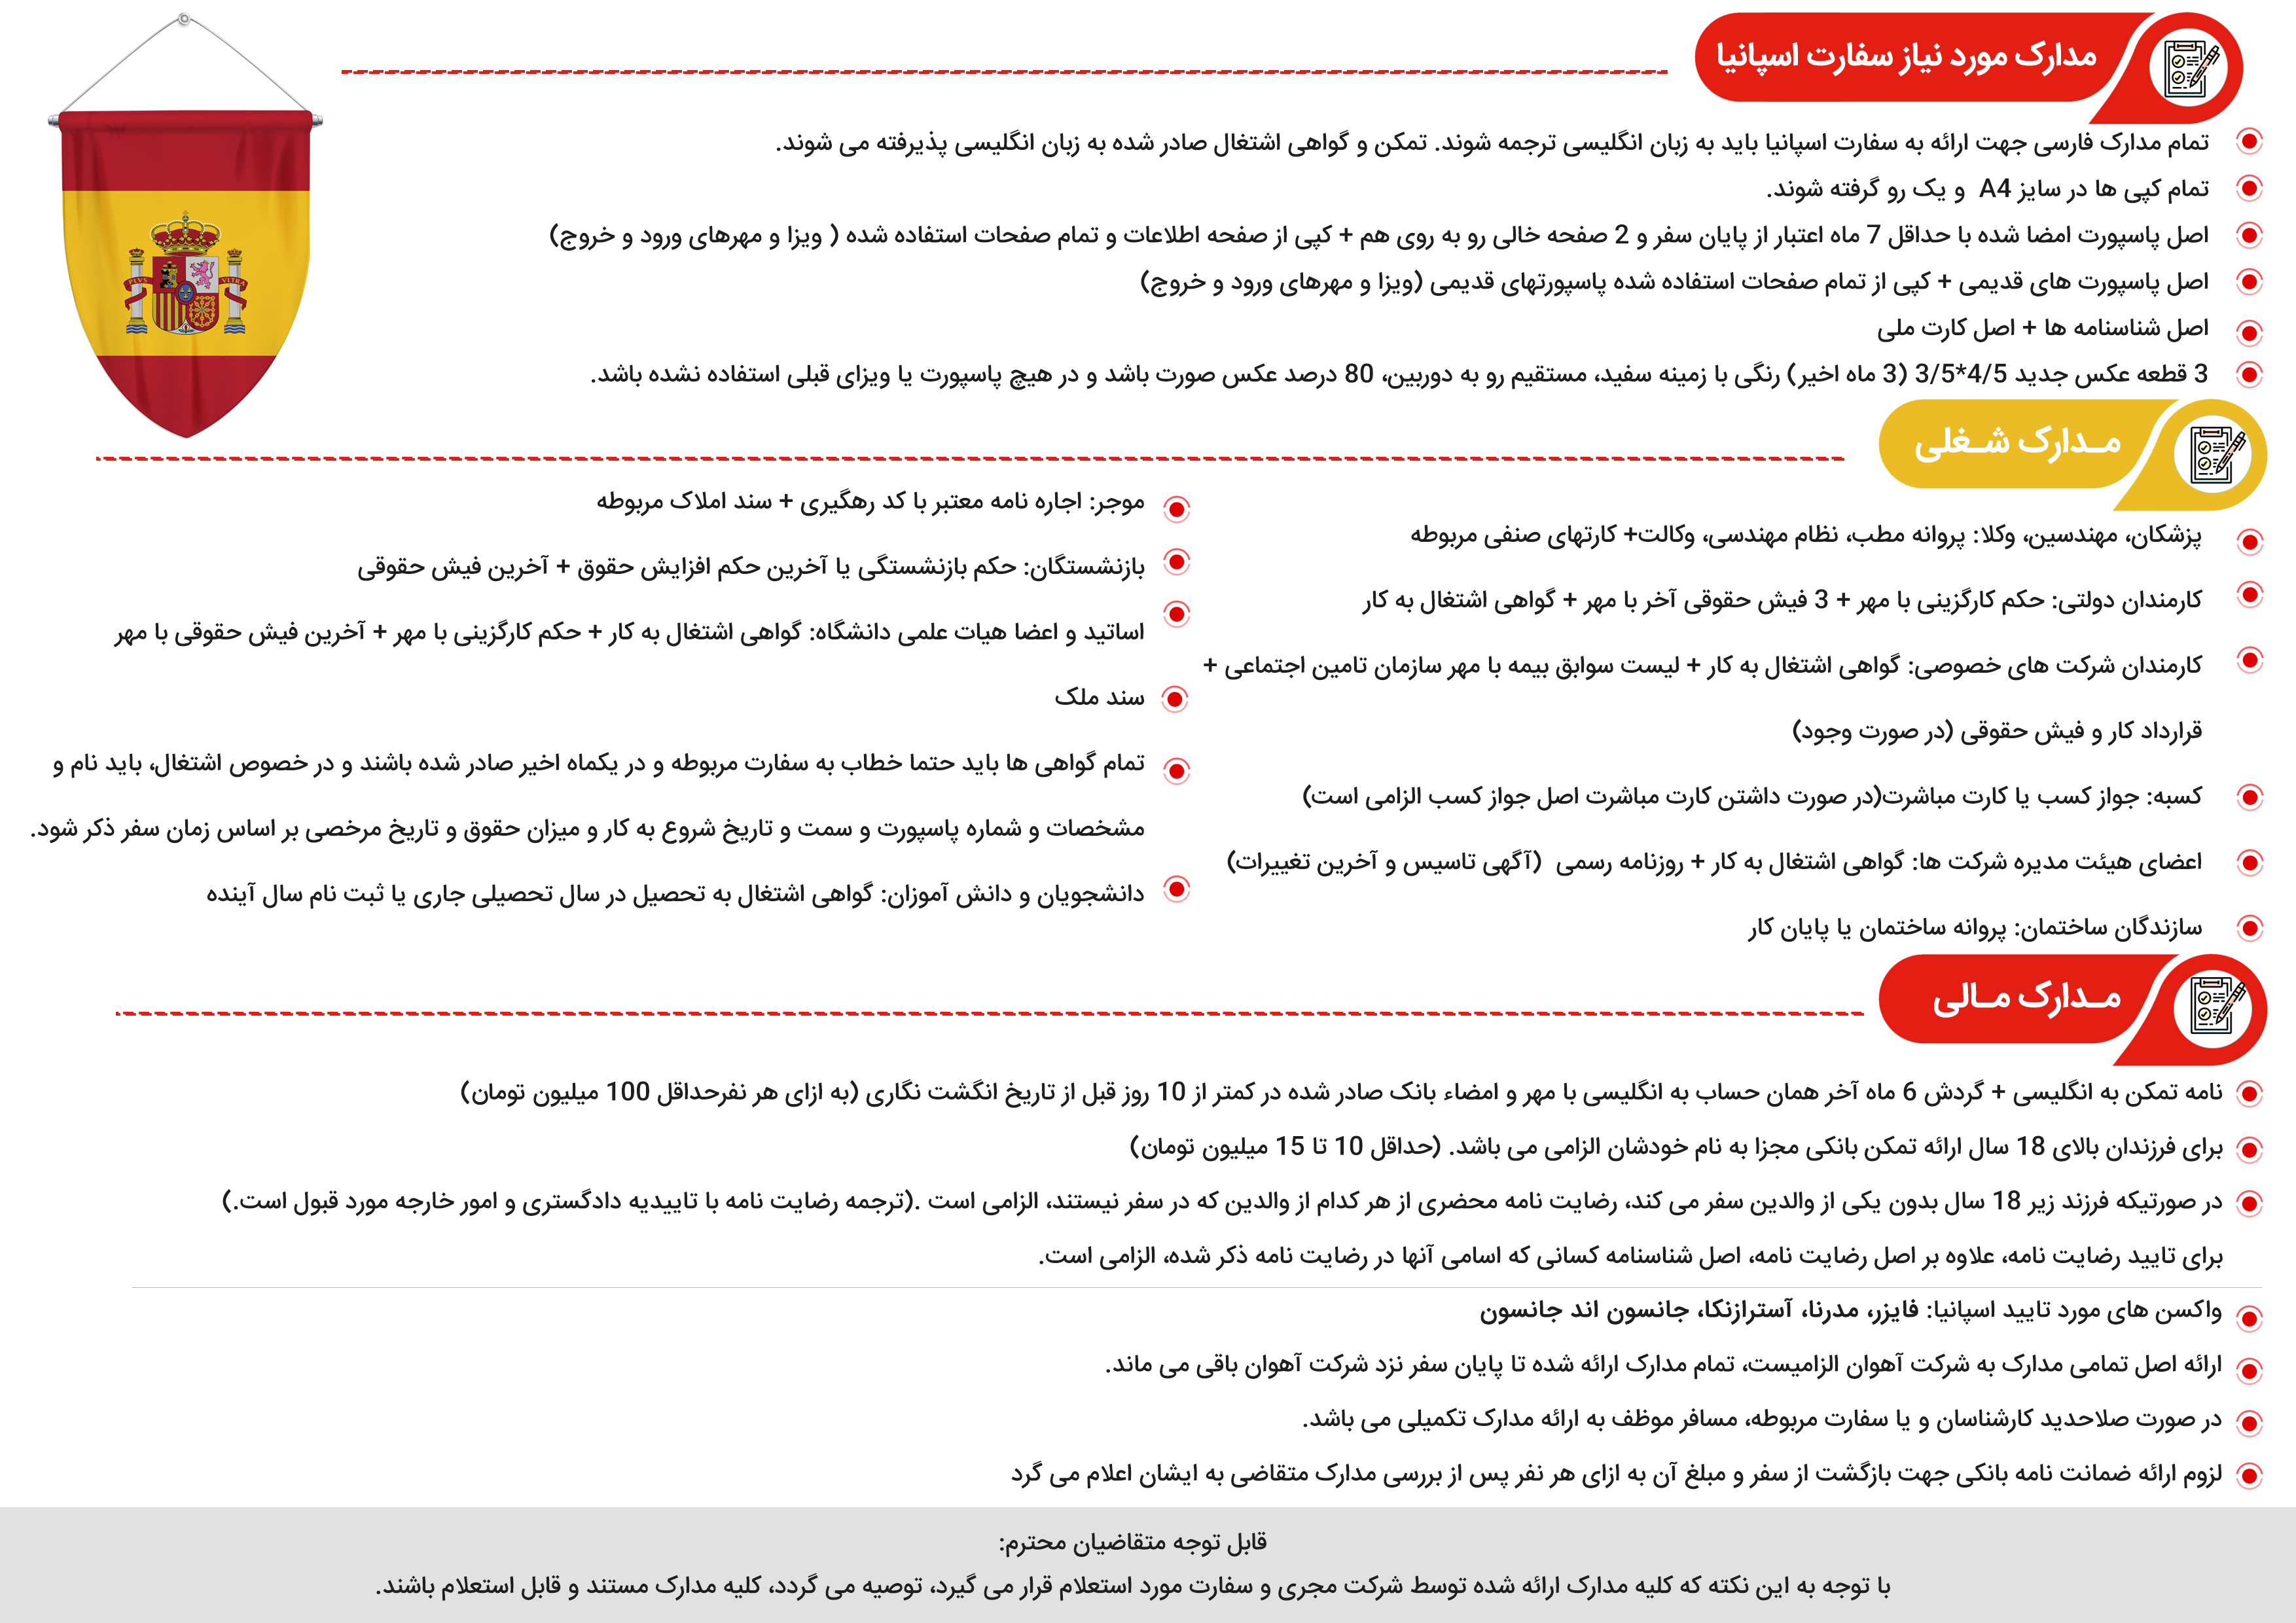 مدارک مورد نیاز سفارت اسپانیا
تمام مدارک فارسی جهت ارائه به سفارت اسپانیا باید به زبان انگلیسی ترجمه شوند. تمکن و گواهی اشتغال صادر شده به زبان انگلیسی پذیرفته می شوند.
تمام کپی ها در سایز A4 و یک رو گرفته شوند.
اصل پاسپورت امضا شده با حداقل 7 ماه اعتبار از پایان سفر و 2 صفحه خالی رو به روی هم + کپی از صفحه اطلاعات و تمام صفحات استفاده شده ( ویزا و مهرهای ورود و خروج)
اصل پاسپورت های قدیمی + کپی از تمام صفحات استفاده شده پاسپورتهای قدیمی (ویزا و مهرهای ورود و خروج)
اصل شناسنامه ها + اصل کارت ملی
3 قطعه عکس جدید 4/5*3/5 (3 ماه اخیر) رنگی با زمینه سفید، مستقیم رو به دوربین، 80 درصد عکس صورت باشد و در هیچ پاسپورت یا ویزای قبلی استفاده نشده باشد.
PLUS VLTRA
مـدارک شـغلی
پزشکان، مهندسین، وکلا: پروانه مطب، نظام مهندسی، وکالت+ کارتهای صنفی مربوطه
کارمندان دولتی: حکم کارگزینی با مهر + 3 فیش حقوقی آخر با مهر + گواهی اشتغال به کار
کارمندان شرکت های خصوصی: گواهی اشتغال به کار + لیست سوابق بیمه با مهر سازمان تامین اجتماعی +
قرارداد کار و فیش حقوقی (در صورت وجود)
کسبه: جواز کسب یا کارت مباشرت(در صورت داشتن کارت مباشرت اصل جواز کسب الزامی است)
اعضای هیئت مدیره شرکت ها: گواهی اشتغال به کار + روزنامه رسمی (آگهی تاسیس و آخرین تغییرات)
سازندگان ساختمان: پروانه ساختمان یا پایان کار
موجر: اجاره نامه معتبر با کد رهگیری + سند املاک مربوطه
بازنشستگان: حکم بازنشستگی یا آخرین حکم افزایش حقوق + آخرین فیش حقوقی
اساتید و اعضا هیات علمی دانشگاه: گواهی اشتغال به کار + حکم کارگزینی با مهر + آخرین فیش حقوقی با مهر
سند ملک
تمام گواهی ها باید حتما خطاب به سفارت مربوطه و در یکماه اخیر صادر شده باشند و در خصوص اشتغال، باید نام و
مشخصات و شماره پاسپورت و سمت و تاریخ شروع به کار و میزان حقوق و تاریخ مرخصی بر اساس زمان سفر ذکر شود.
دانشجویان و دانش آموزان: گواهی اشتغال به تحصیل در سال تحصیلی جاری یا ثبت نام سال آینده
مـدارک مـالی
نامه تمکن به انگلیسی + گردش 6 ماه آخر همان حساب به انگلیسی با مهر و امضاء بانک صادر شده در کمتر از 10 روز قبل از تاریخ انگشت نگاری (به ازای هر نفرحداقل 100 میلیون تومان)
برای فرزندان بالای 18 سال ارائه تمکن بانکی مجزا به نام خودشان الزامی می باشد. (حداقل 10 تا 15 میلیون تومان)
در صورتیکه فرزند زیر 18 سال بدون یکی از والدین سفر می کند، رضایت نامه محضری از هر کدام از والدین که در سفر نیستند، الزامی است .(ترجمه رضایت نامه با تاییدیه دادگستری و امور خارجه مورد قبول است.)
برای تایید رضایت نامه، علاوه بر اصل رضایت نامه، اصل شناسنامه کسانی که اسامی آنها در رضایت نامه ذکر شده، الزامی است.
واکسن های مورد تایید اسپانیا: فایزر، مدرنا، آسترازنکا، جانسون اند جانسون
ارائه اصل تمامی مدارک به شرکت آهوان الزامیست، تمام مدارک ارائه شده تا پایان سفر نزد شرکت آهوان باقی می ماند.
در صورت صلاحدید کارشناسان و یا سفارت مربوطه، مسافر موظف به ارائه مدارک تکمیلی می باشد.
لزوم ارائه ضمانت نامه بانکی جهت بازگشت از سفر و مبلغ آن به ازای هر نفر پس از بررسی مدارک متقاضی به ایشان اعلام می گرد
قابل توجه متقاضیان محترم:
با توجه به این نکته که کلیه مدارک ارائه شده توسط شرکت مجری و سفارت مورد استعلام قرار می گیرد، توصیه می گردد، کلیه مدارک مستند و قابل استعلام باشند.